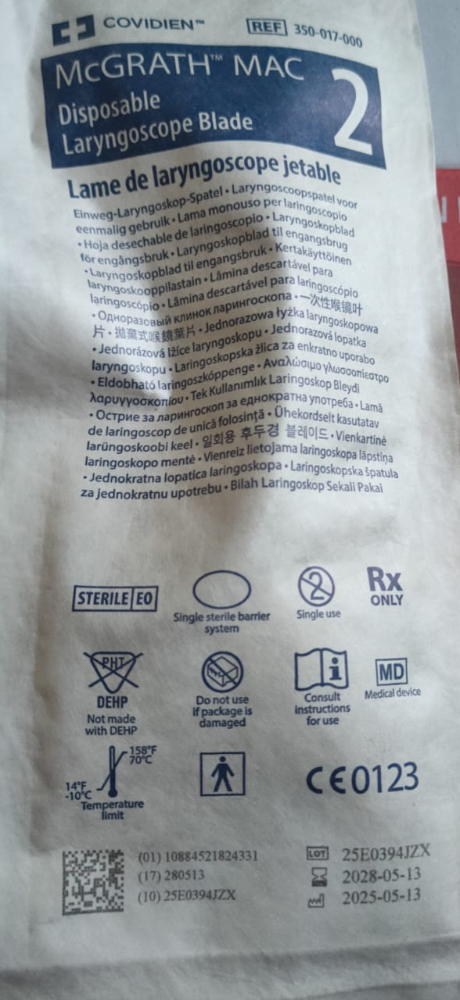 COVIDIEN™
REF 350-017-000
McGRATH™ MAC
2
Disposable
Laryngoscope Blade
Lame de laryngoscope jetable
Einweg-Laryngoskop-Spatel • Laryngoscoopspatel voor
eenmalig gebruik • Lama monouso per laringoscopio
• Hoja desechable de laringoscopio • Laryngoskopblad
för engångsbruk • Laryngoskopblad til engangsbrug
• Laryngoskopblad til engangsbruk • Kertakäyttöinen
laryngoskooppilastain • Lâmina descartável para
laringoscópio • Lâmina descartável para laringoscópio
• Одноразовый клинок ларингоскопа • 一次性喉镜叶
片 • 拋棄式喉鏡葉片 • Jednorazowa łyżka laryngoskopowa
• Jednorázová lžíce laryngoskopu • Jednorazová lopatka
laryngoskopu • Laringoskopska žlica za enkratno uporabo
• Eldobható laringoszkóppenge • Αναλώσιμο γλωσσοπίεστρο
λαρυγγοσκοπίου • Tek Kullanımlık Laringoskop Bleydi
• Острие за ларингоскоп за еднократна употреба • Lamă
de laringoscop de unică folosință • Ühekordselt kasutatav
larüngoskoobi keel • 일회용 후두경 블레이드 • Vienkartinė
laringoskopo mentė • Vienreiz lietojama laringoskopa lāpstiņa
• Jednokratna lopatica laringoskopa • Laringoskopska špatula
za jednokratnu upotrebu • Bilah Laringoskop Sekali Pakai
STERILE EO
Single sterile barrier
system
2
Single use
Rx
ONLY
PHT
DEHP
Not made
with DEHP
Do not use
if package is
damaged
i
Consult
instructions
for use
MD
Medical device
158°F
70°C
14°F
-10°C
Temperature
limit
CE0123
(01) 10884521824331
(17) 280513
(10) 25E0394JZX
LOT 25E0394JZX
2028-05-13
2025-05-13